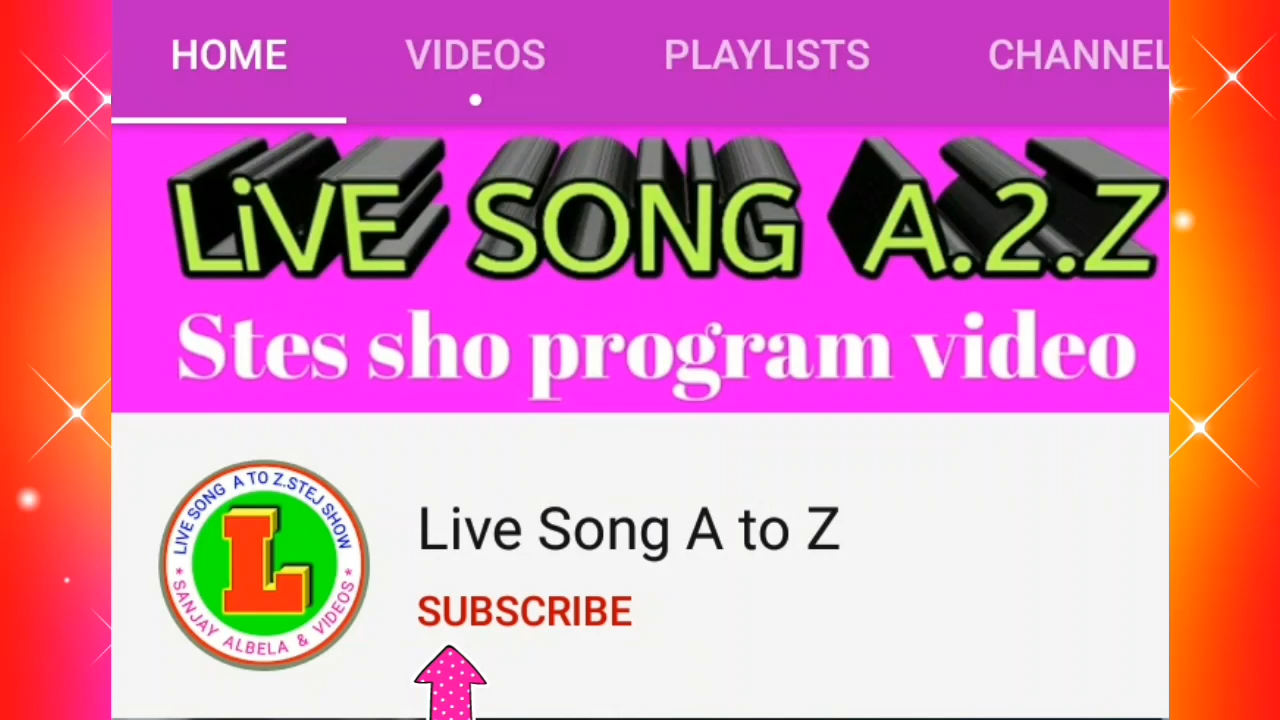 HOME VIDEOS PLAYLISTS CHANNEL
LiVE SONG A.2.Z
Stes sho program video
LIVE SONG A TO Z.STEJ SHOW
* SANJAY ALBELA & VIDEOS *
L
Live Song A to Z
SUBSCRIBE